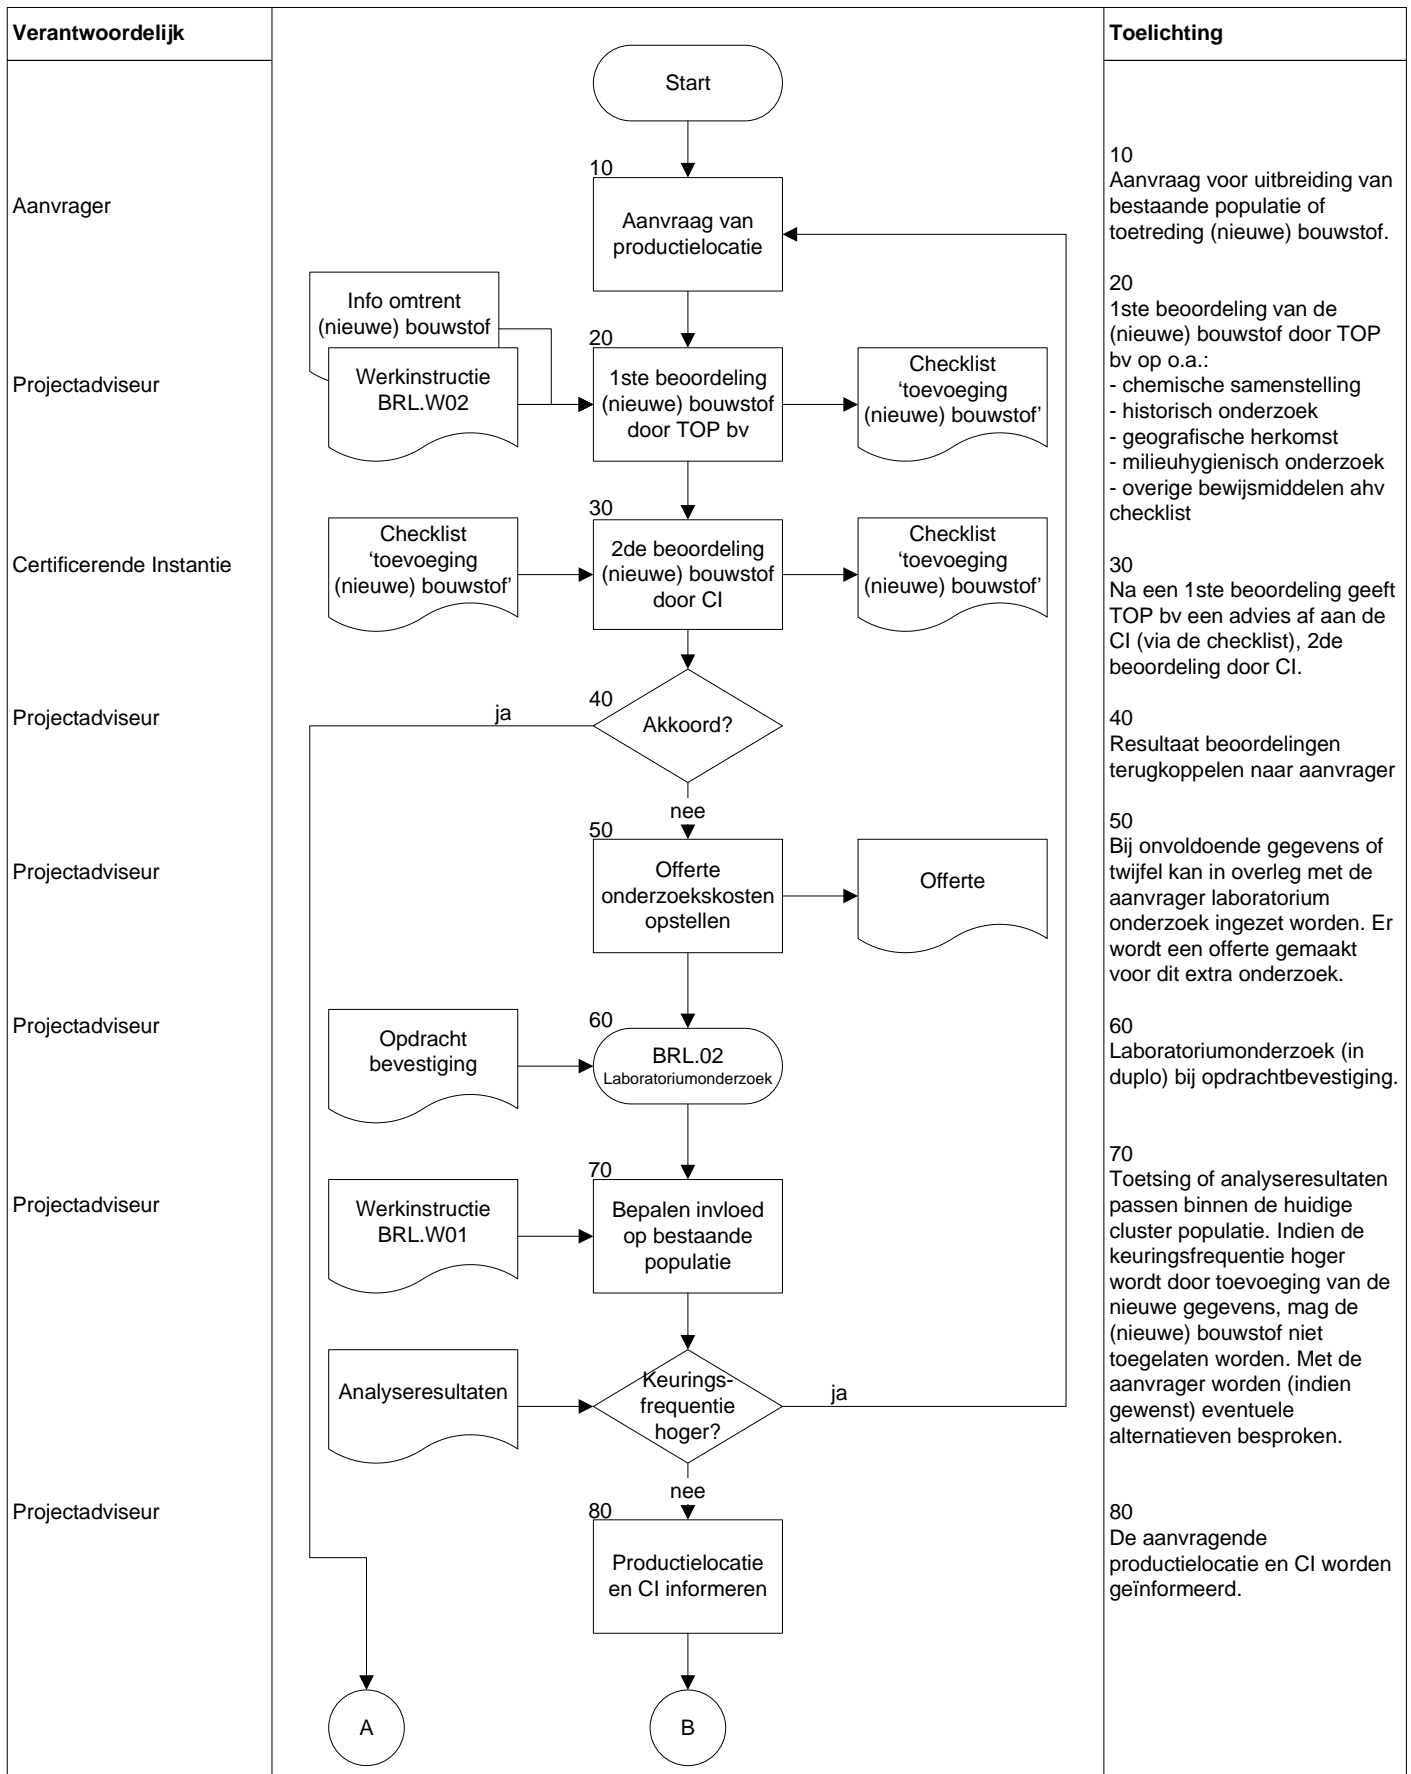 Verantwoordelijk
Toelichting
Start
10
Aanvrager
Aanvraag van
productielocatie
10
Aanvraag voor uitbreiding van
bestaande populatie of
toetreding (nieuwe) bouwstof.
Info omtrent
(nieuwe) bouwstof
Projectadviseur
Werkinstructie
BRL.W02
20
1ste beoordeling
(nieuwe) bouwstof
door TOP bv
Checklist
‘toevoeging
(nieuwe) bouwstof’
20
1ste beoordeling van de
(nieuwe) bouwstof door TOP
bv op o.a.:
- chemische samenstelling
- historisch onderzoek
- geografische herkomst
- milieuhygienisch onderzoek
- overige bewijsmiddelen ahv
checklist
Certificerende Instantie
Checklist
‘toevoeging
(nieuwe) bouwstof’
30
2de beoordeling
(nieuwe) bouwstof
door CI
Checklist
‘toevoeging
(nieuwe) bouwstof’
30
Na een 1ste beoordeling geeft
TOP bv een advies af aan de
CI (via de checklist), 2de
beoordeling door CI.
Projectadviseur
ja
40
Akkoord?
nee
40
Resultaat beoordelingen
terugkoppelen naar aanvrager
Projectadviseur
50
Offerte
onderzoekskosten
opstellen
Offerte
50
Bij onvoldoende gegevens of
twijfel kan in overleg met de
aanvrager laboratorium
onderzoek ingezet worden. Er
wordt een offerte gemaakt
voor dit extra onderzoek.
Projectadviseur
Opdracht
bevestiging
60
BRL.02
Laboratoriumonderzoek
60
Laboratoriumonderzoek (in
duplo) bij opdrachtbevestiging.
Projectadviseur
Werkinstructie
BRL.W01
70
Bepalen invloed
op bestaande
populatie
70
Toetsing of analyseresultaten
passen binnen de huidige
cluster populatie. Indien de
keuringsfrequentie hoger
wordt door toevoeging van de
nieuwe gegevens, mag de
(nieuwe) bouwstof niet
toegelaten worden. Met de
aanvrager worden (indien
gewenst) eventuele
alternatieven besproken.
Analyseresultaten
Keurings-
frequentie
hoger?
ja
nee
Projectadviseur
80
Productielocatie
en CI informeren
80
De aanvragende
productielocatie en CI worden
geïnformeerd.
A
B